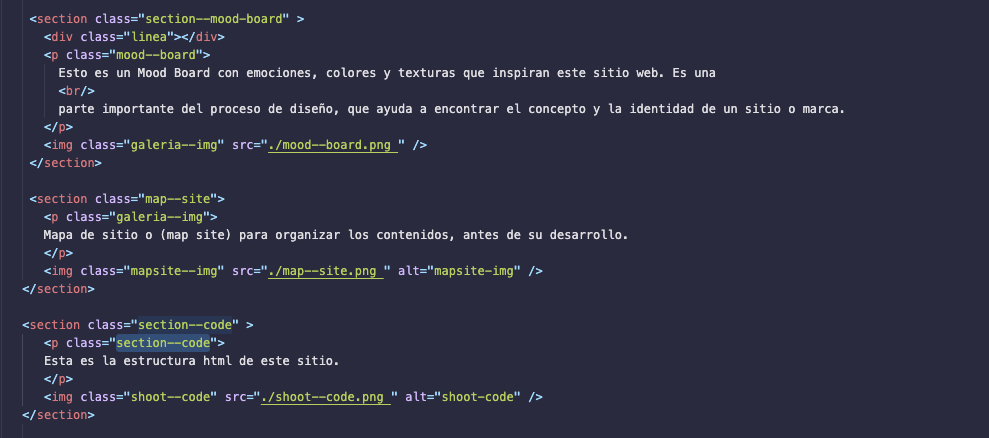 <section class="section--mood-board" >
<div class="linea"></div>
<p class="mood--board">
Esto es un Mood Board con emociones, colores y texturas que inspiran este sitio web. Es una
<br/>
parte importante del proceso de diseño, que ayuda a encontrar el concepto y la identidad de un sitio o marca.
</p>
<img class="galeria--img" src="./mood--board.png " />
</section>
<section class="map--site">
<p class="galeria--img">
Mapa de sitio o (map site) para organizar los contenidos, antes de su desarrollo.
</p>
<img class="mapsite--img" src="./map--site.png " alt="mapsite-img" />
</section>
<section class="section--code" >
<p class="section--code">
Esta es la estructura html de este sitio.
</p>
<img class="shoot--code" src="./shoot--code.png " alt="shoot-code" />
</section>